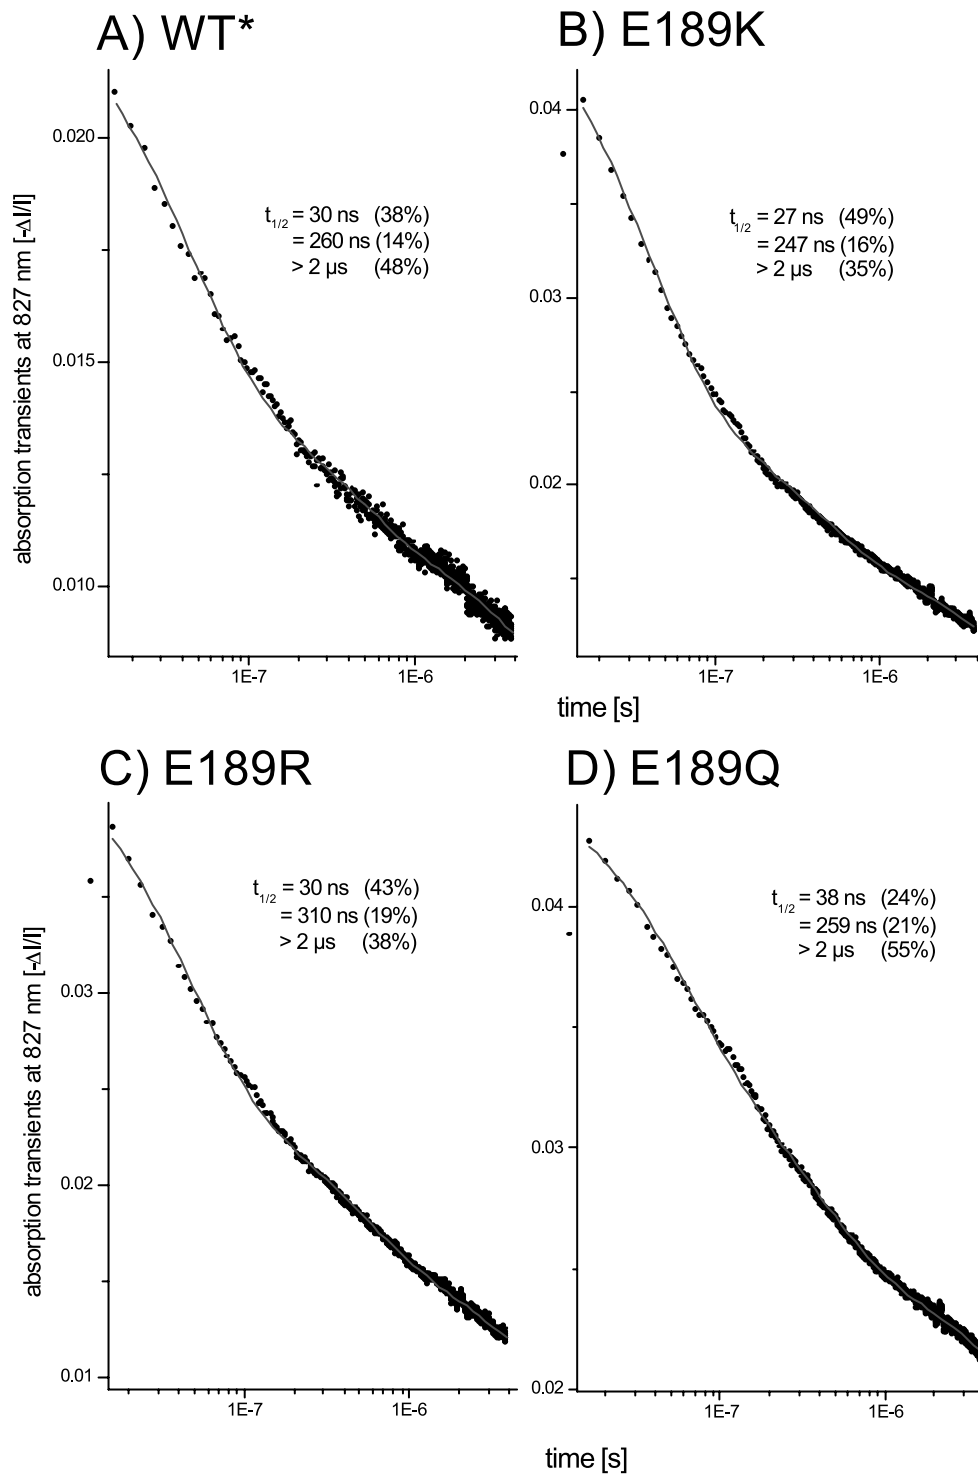 A) WT*
absorption transients at 827 nm [-ΔI/I]
0.020
0.015
0.010
t1/2 = 30 ns (38%)
= 260 ns (14%)
> 2 µs (48%)
1E-7
1E-6
B) E189K
0.04
0.03
0.02
t1/2 = 27 ns (49%)
= 247 ns (16%)
> 2 µs (35%)
1E-7
1E-6
time [s]
C) E189R
absorption transients at 827 nm [-ΔI/I]
0.03
0.02
0.01
t1/2 = 30 ns (43%)
= 310 ns (19%)
> 2 µs (38%)
1E-7
1E-6
D) E189Q
0.04
0.03
0.02
t1/2 = 38 ns (24%)
= 259 ns (21%)
> 2 µs (55%)
1E-7
1E-6
time [s]